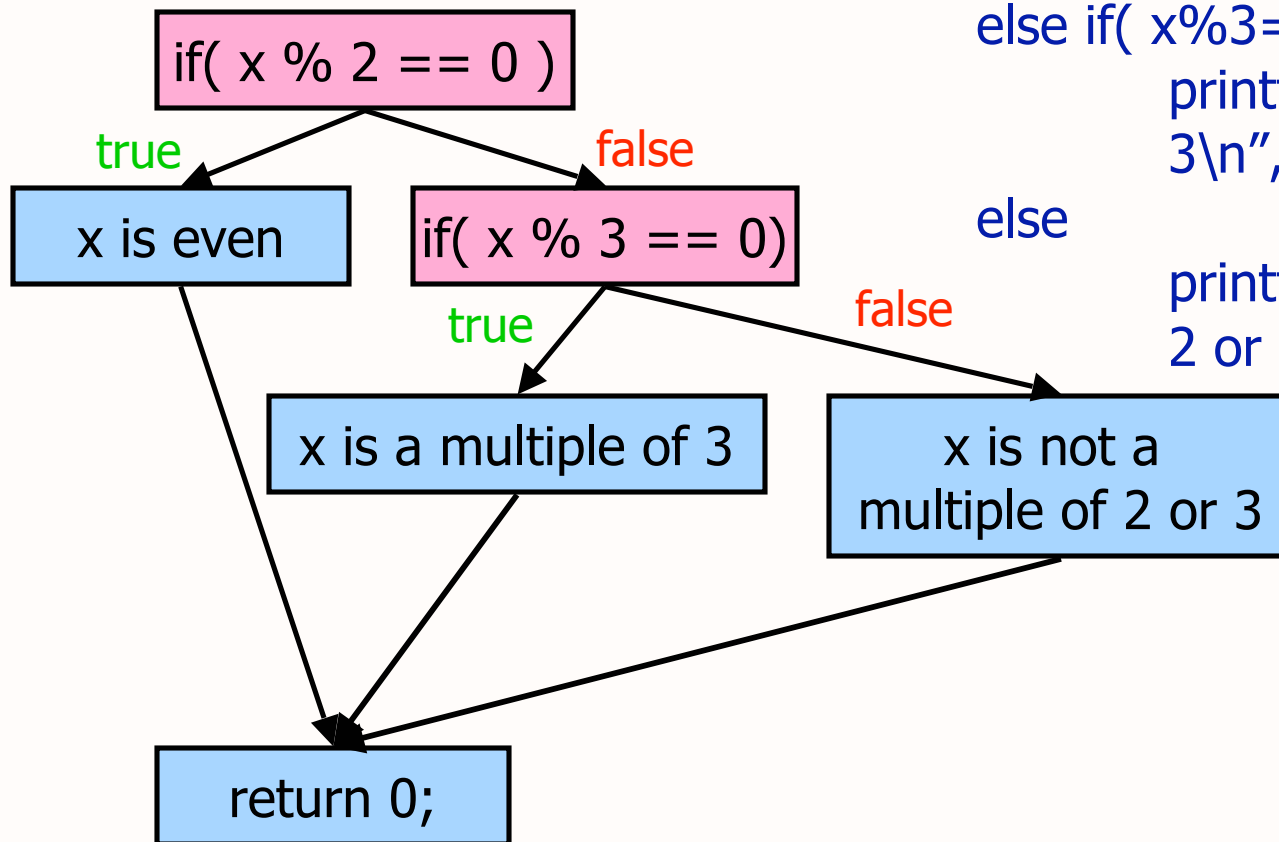 if( x % 2 == 0 )
true
false
x is even
if( x % 3 == 0)
true
false
x is a multiple of 3
x is not a
multiple of 2 or 3
return 0;
else if( x%3=
print
3\n”,
else
print
2 or